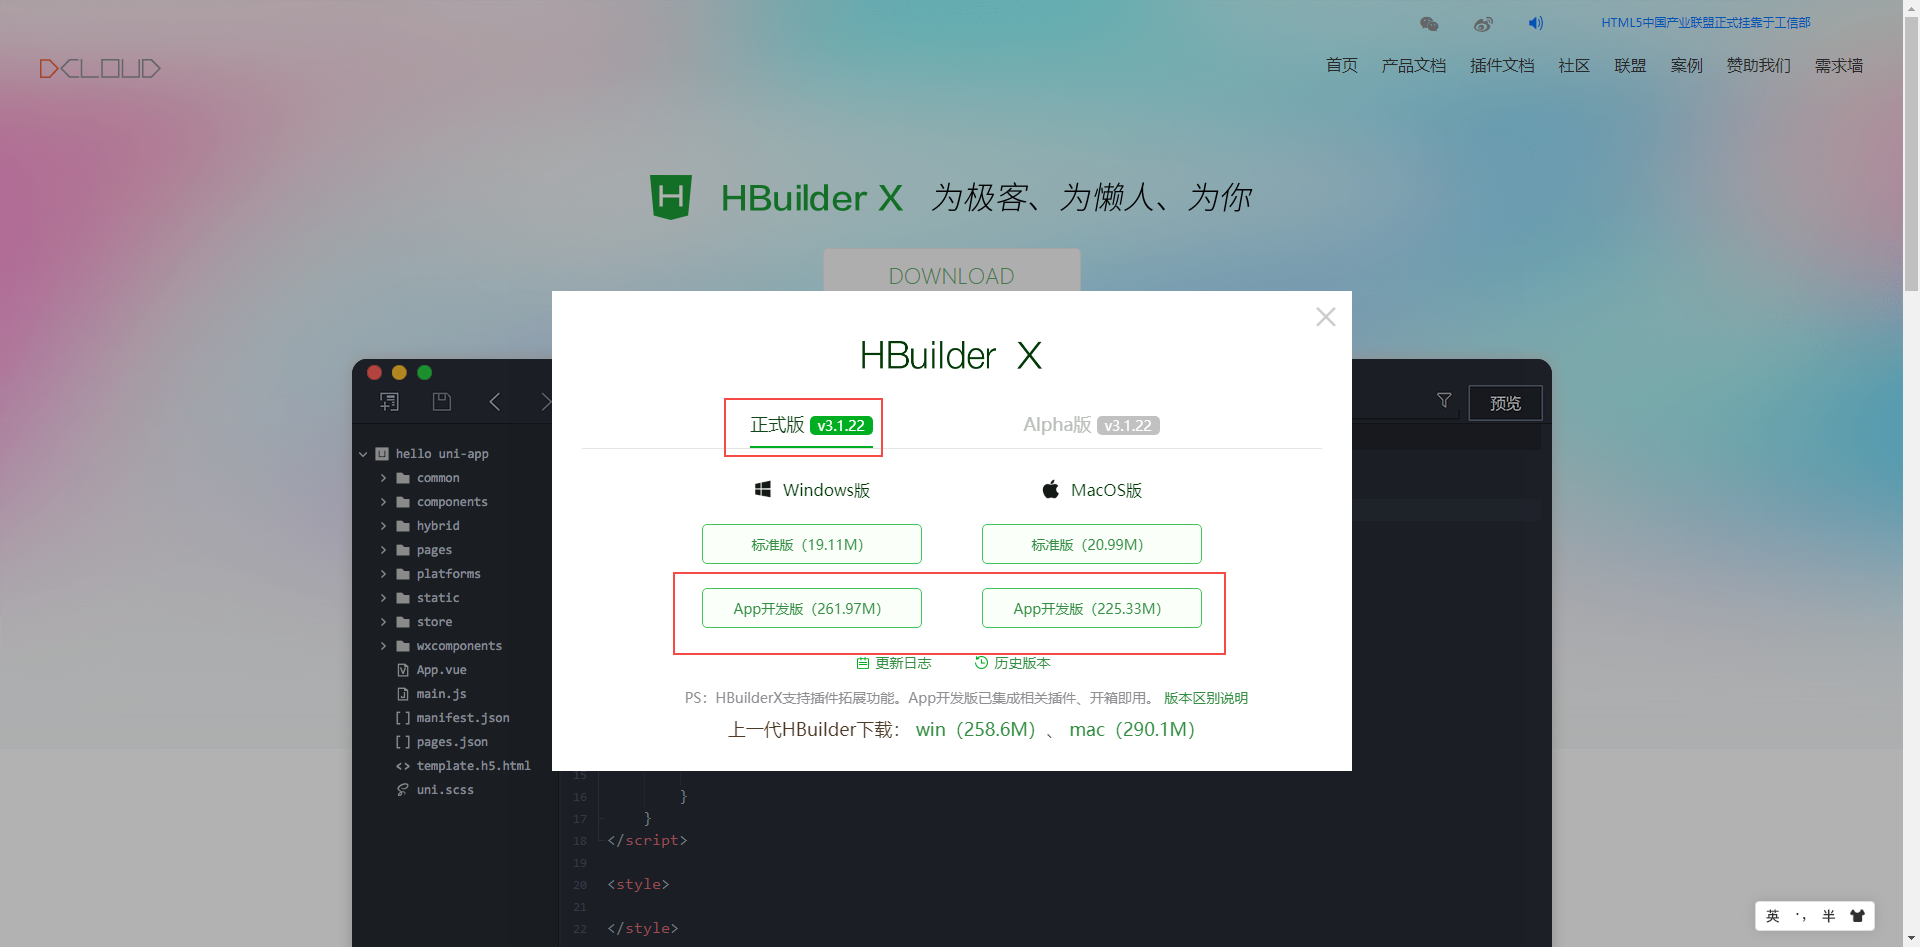 HTML5中国产业联盟正式挂靠于工信部
DCLOUD
首页 产品文档 插件文档 社区 联盟 案例 赞助我们 需求墙
H HBuilder X 为极客、为懒人、为你
DOWNLOAD
HBuilder X
正式版 v3.1.22 Alpha版 v3.1.22
Windows版 MacOS版
标准版（19.11M） 标准版（20.99M）
App开发版（261.97M） App开发版（225.33M）
更新日志 历史版本
PS：HBuilderX支持插件拓展功能。App开发版已集成相关插件、开箱即用。 版本区别说明
上一代HBuilder下载： win（258.6M）、 mac（290.1M）
预览
hello uni-app
common
components
hybrid
pages
platforms
static
store
wxcomponents
App.vue
main.js
[ ] manifest.json
[ ] pages.json
<> template.h5.html
uni.scss
15
16 }
17 }
18 </script>
19
20 <style>
21
22 </style>
英 ·, 半